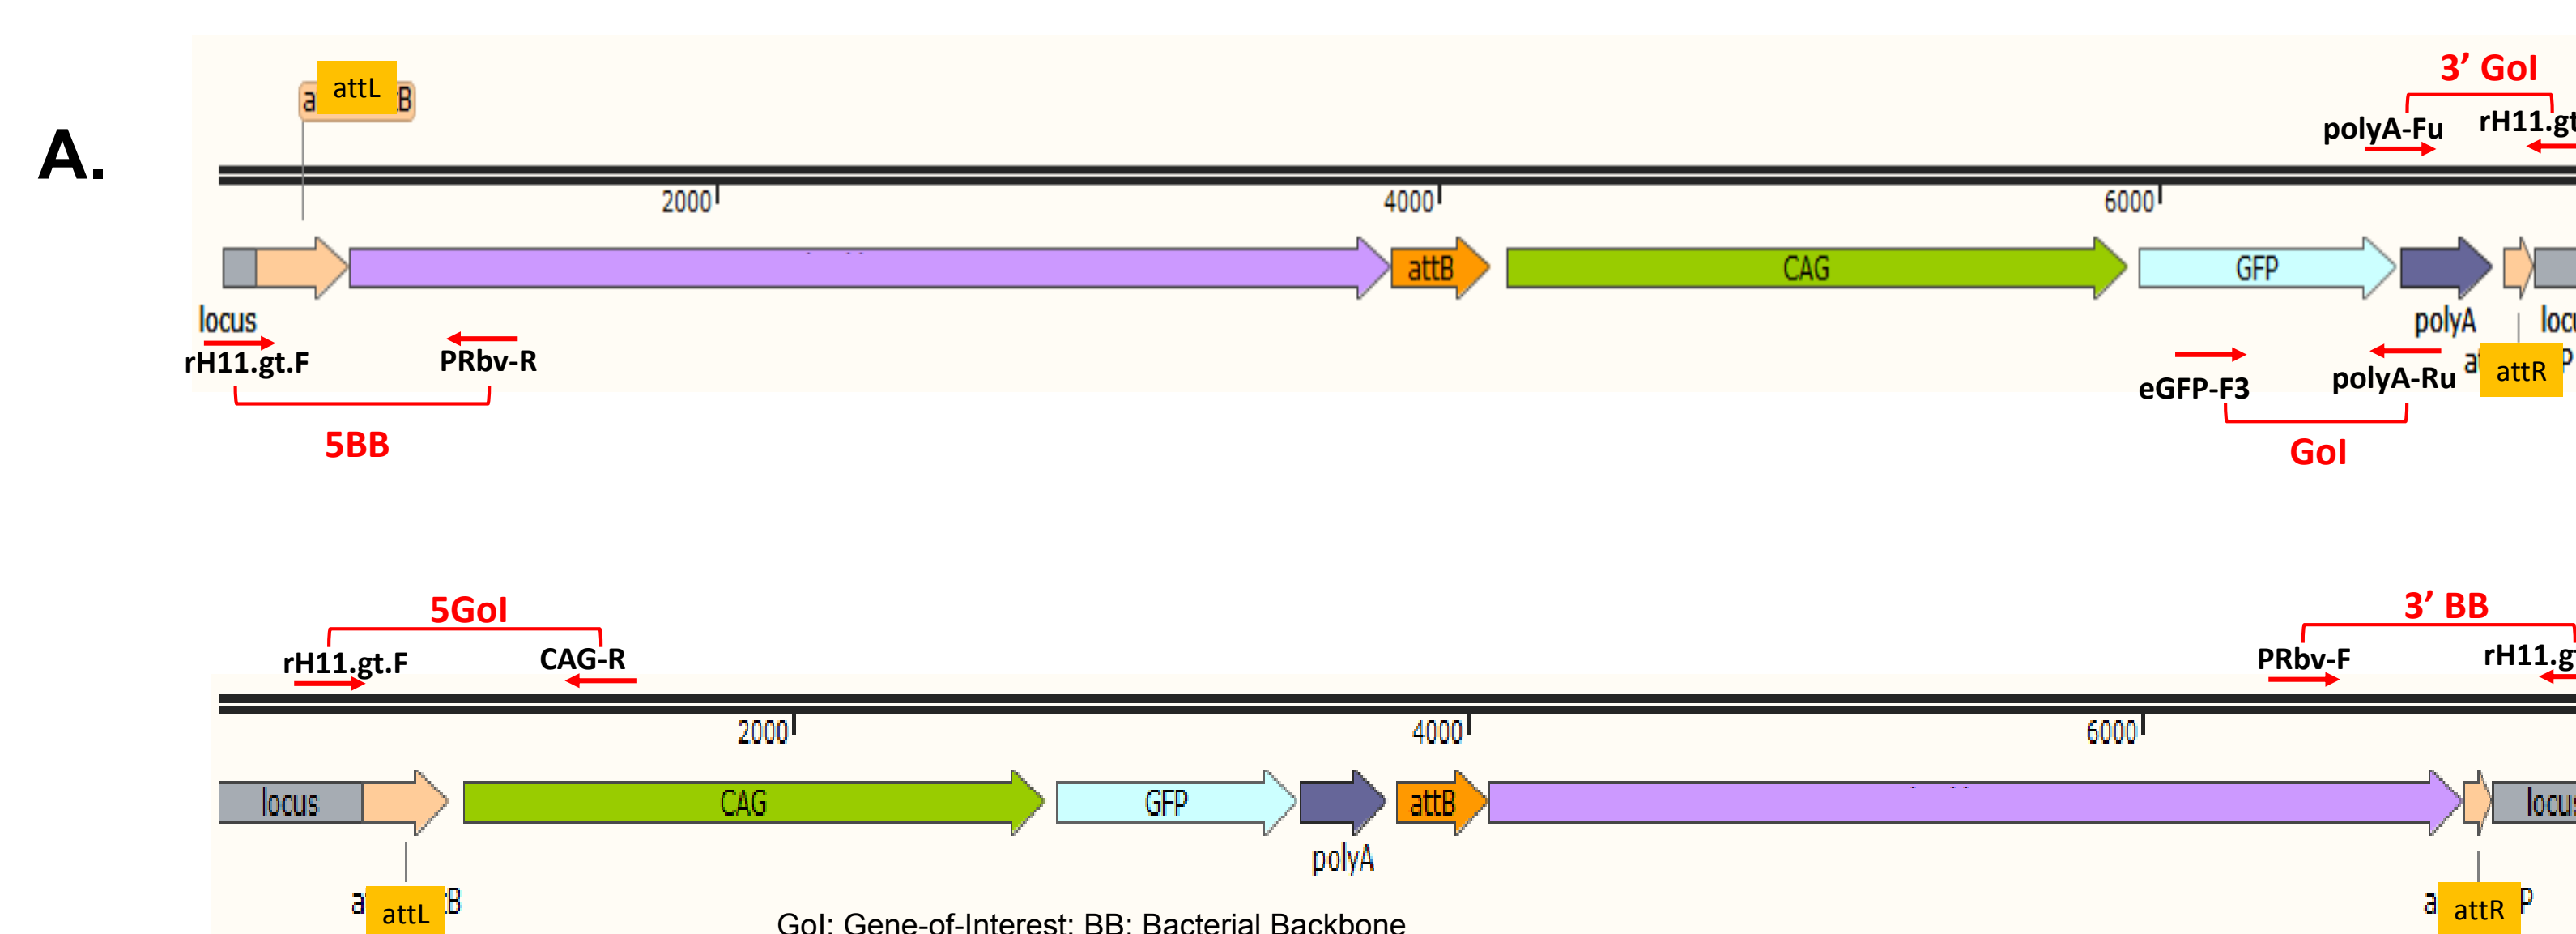 A.
3’ GoI
attL
polyA-Fu
2000
4000
6000
attB
CAG
GFP
locus
polyA
rH11.gt.F
PRbv-R
eGFP-F3
polyA-Ru
attR
5BB
GoI
5GoI
3’ BB
rH11.gt.F
CAG-R
PRbv-F
2000
4000
6000
locus
CAG
GFP
attB
polyA
attL
attR
GoI: Gene-of-Interest; BB: Bacterial Backbone